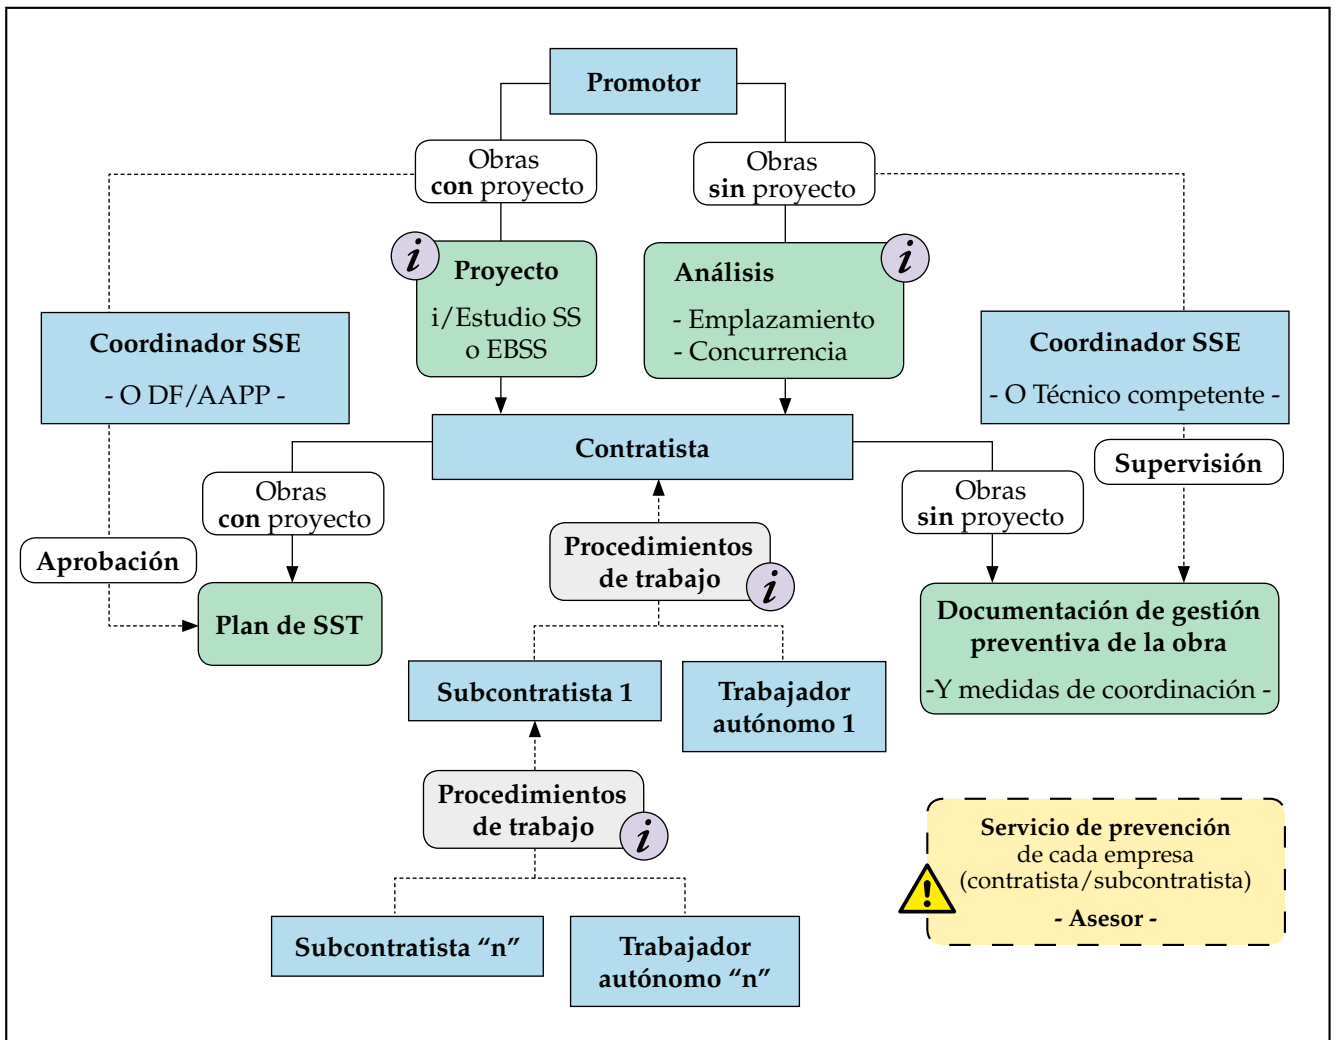 Promotor
Obras
con proyecto
Obras
sin proyecto
i
Proyecto
i/Estudio SS
o EBSS
Análisis
- Emplazamiento
- Concurrencia
i
Coordinador SSE
- O DF/AAPP -
Coordinador SSE
- O Técnico competente -
Contratista
Obras
con proyecto
Obras
sin proyecto
Supervisión
Aprobación
Procedimientos
de trabajo
i
Plan de SST
Documentación de gestión
preventiva de la obra
-Y medidas de coordinación -
Subcontratista 1
Trabajador
autónomo 1
Procedimientos
de trabajo
i
Servicio de prevención
de cada empresa
(contratista/subcontratista)
- Asesor -
!
Subcontratista “n”
Trabajador
autónomo “n”